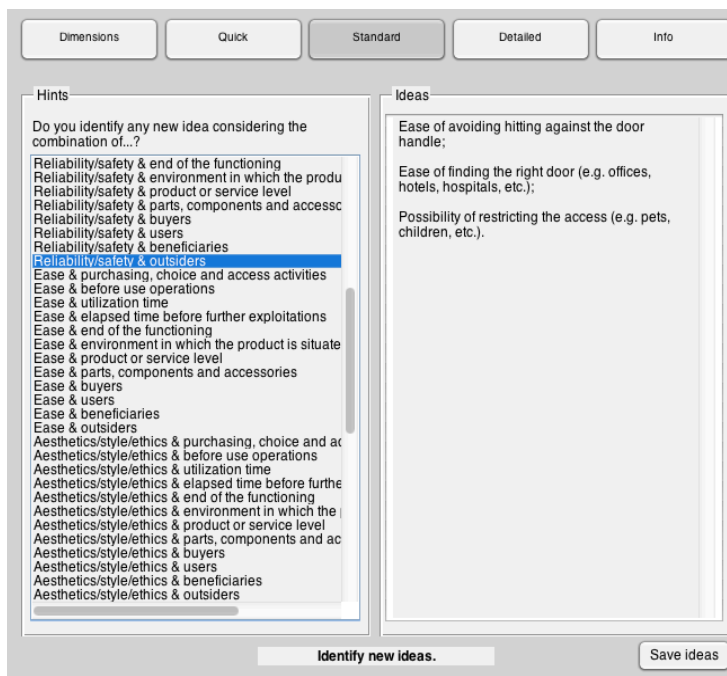 Dimensions
Quick
Standard
Detailed
Info
Hints
Do you identify any new idea considering the
combination of...?
Reliability/safety & end of the functioning
Reliability/safety & environment in which the produ
Reliability/safety & product or service level
Reliability/safety & parts, components and accesso
Reliability/safety & buyers
Reliability/safety & users
Reliability/safety & beneficiaries
Reliability/safety & outsiders
Ease & purchasing, choice and access activities
Ease & before use operations
Ease & utilization time
Ease & elapsed time before further exploitations
Ease & end of the functioning
Ease & environment in which the product is situate
Ease & product or service level
Ease & parts, components and accessories
Ease & buyers
Ease & users
Ease & beneficiaries
Ease & outsiders
Aesthetics/style/ethics & purchasing, choice and ac
Aesthetics/style/ethics & before use operations
Aesthetics/style/ethics & utilization time
Aesthetics/style/ethics & elapsed time before furthe
Aesthetics/style/ethics & end of the functioning
Aesthetics/style/ethics & environment in which the
Aesthetics/style/ethics & product or service level
Aesthetics/style/ethics & parts, components and ac
Aesthetics/style/ethics & buyers
Aesthetics/style/ethics & users
Aesthetics/style/ethics & beneficiaries
Aesthetics/style/ethics & outsiders
Ideas
Ease of avoiding hitting against the door
handle;
Ease of finding the right door (e.g. offices,
hotels, hospitals, etc.);
Possibility of restricting the access (e.g. pets,
children, etc.).
Identify new ideas.
Save ideas